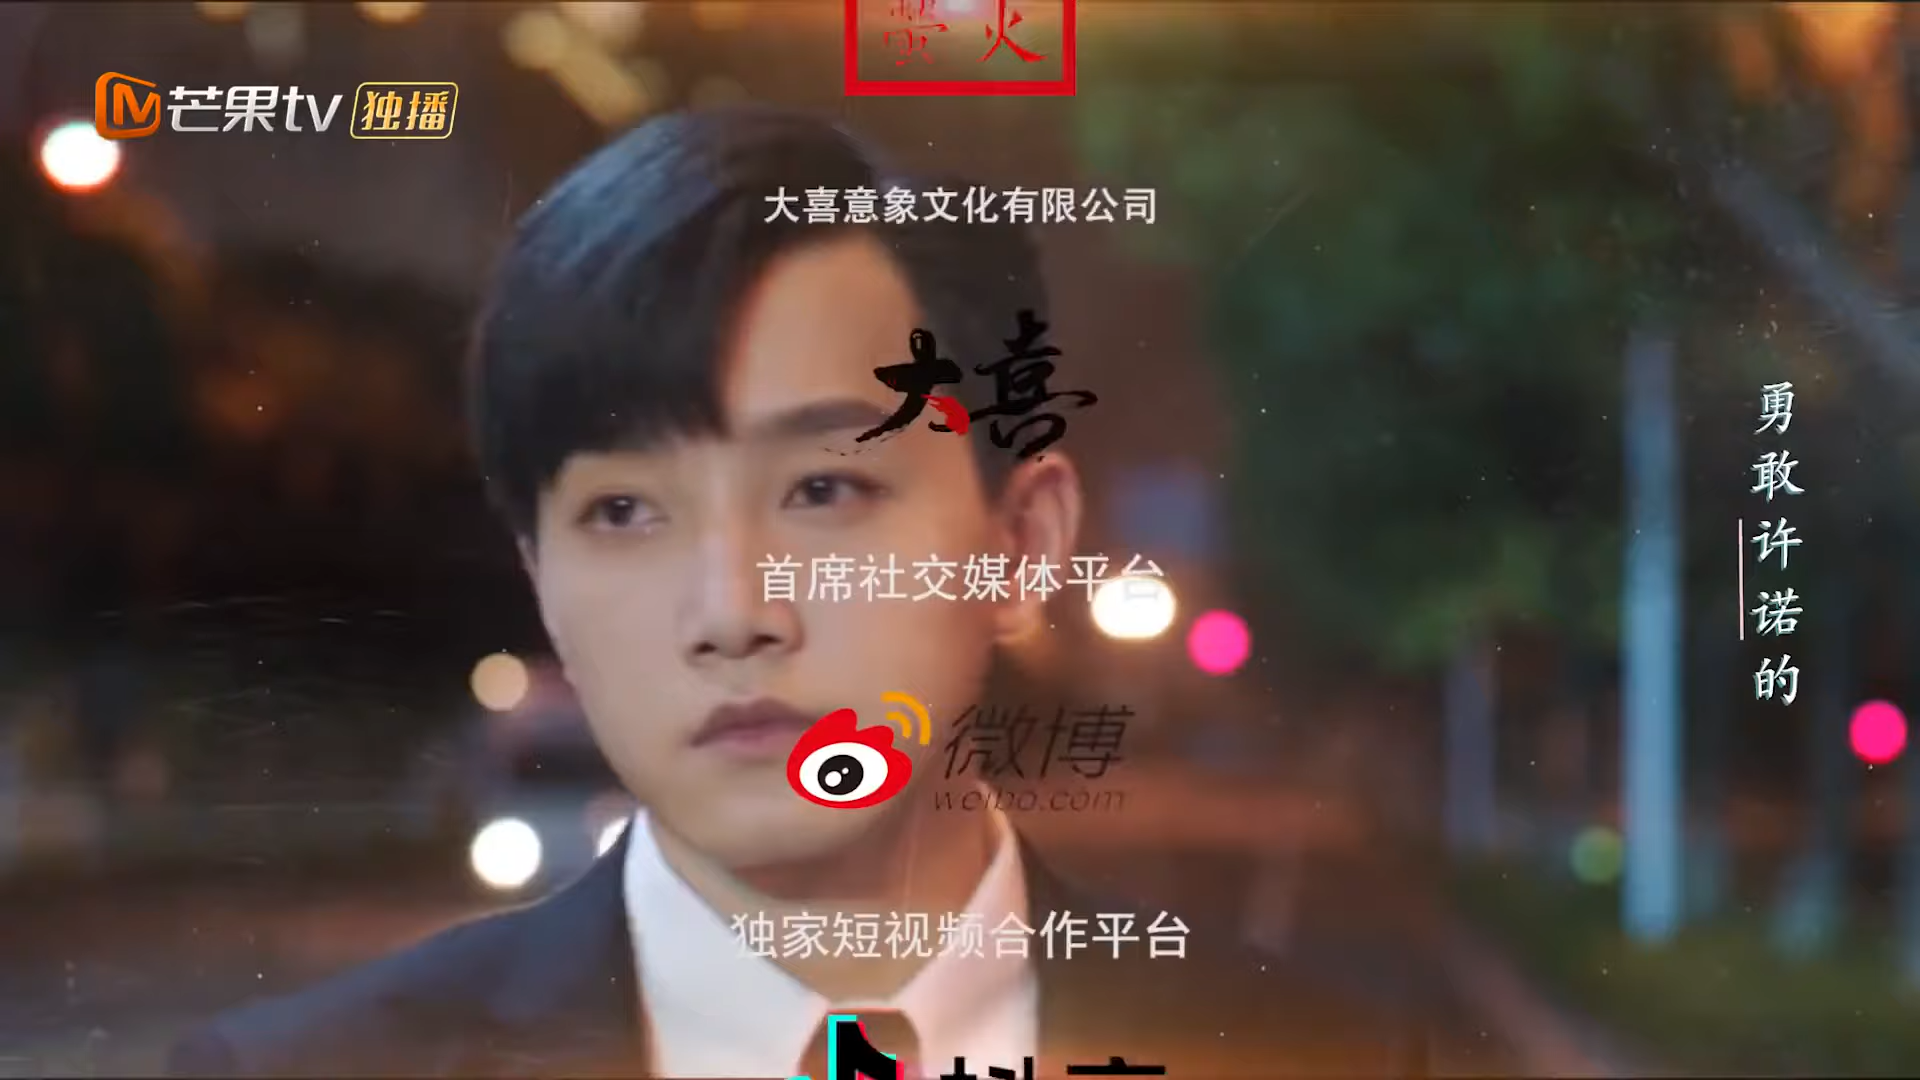 芒果tv 独播
萤火
大喜意象文化有限公司
大喜
首席社交媒体平台
微博
weibo.com
独家短视频合作平台
勇敢许诺的